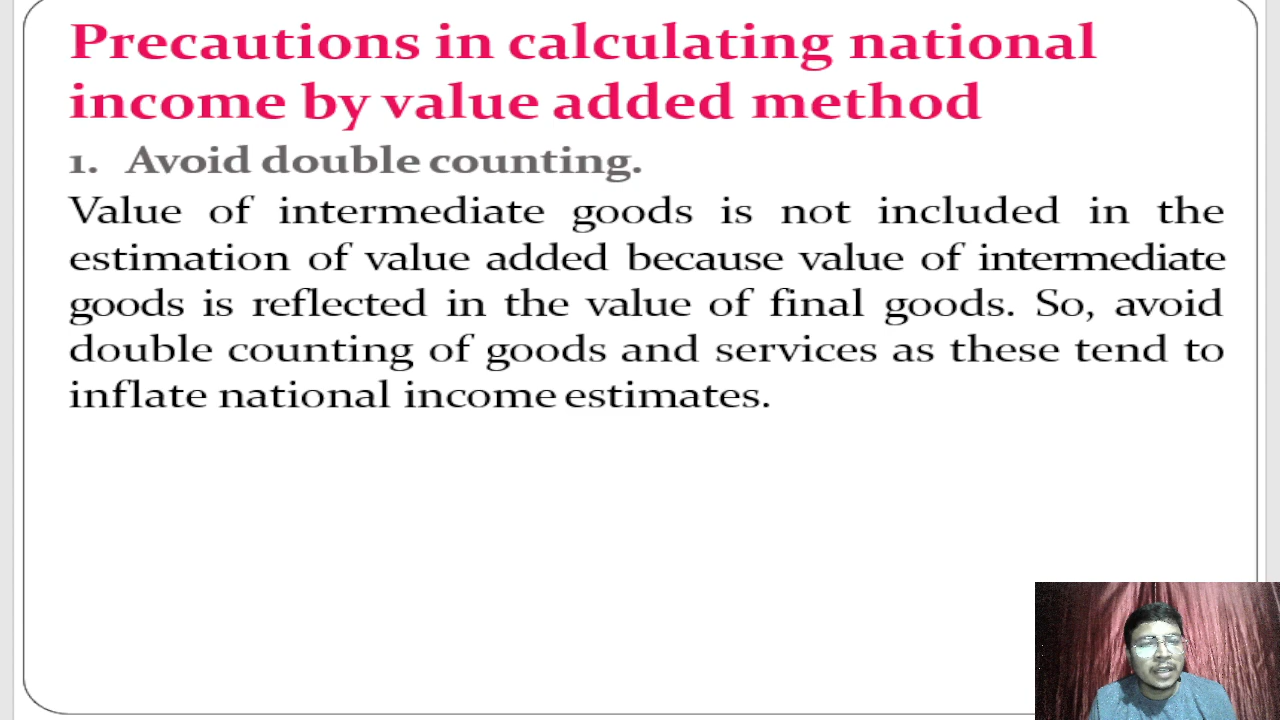 Precautions in calculating national
income by value added method
1. Avoid double counting.
Value of intermediate goods is not included in the
estimation of value added because value of intermediate
goods is reflected in the value of final goods. So, avoid
double counting of goods and services as these tend to
inflate national income estimates.